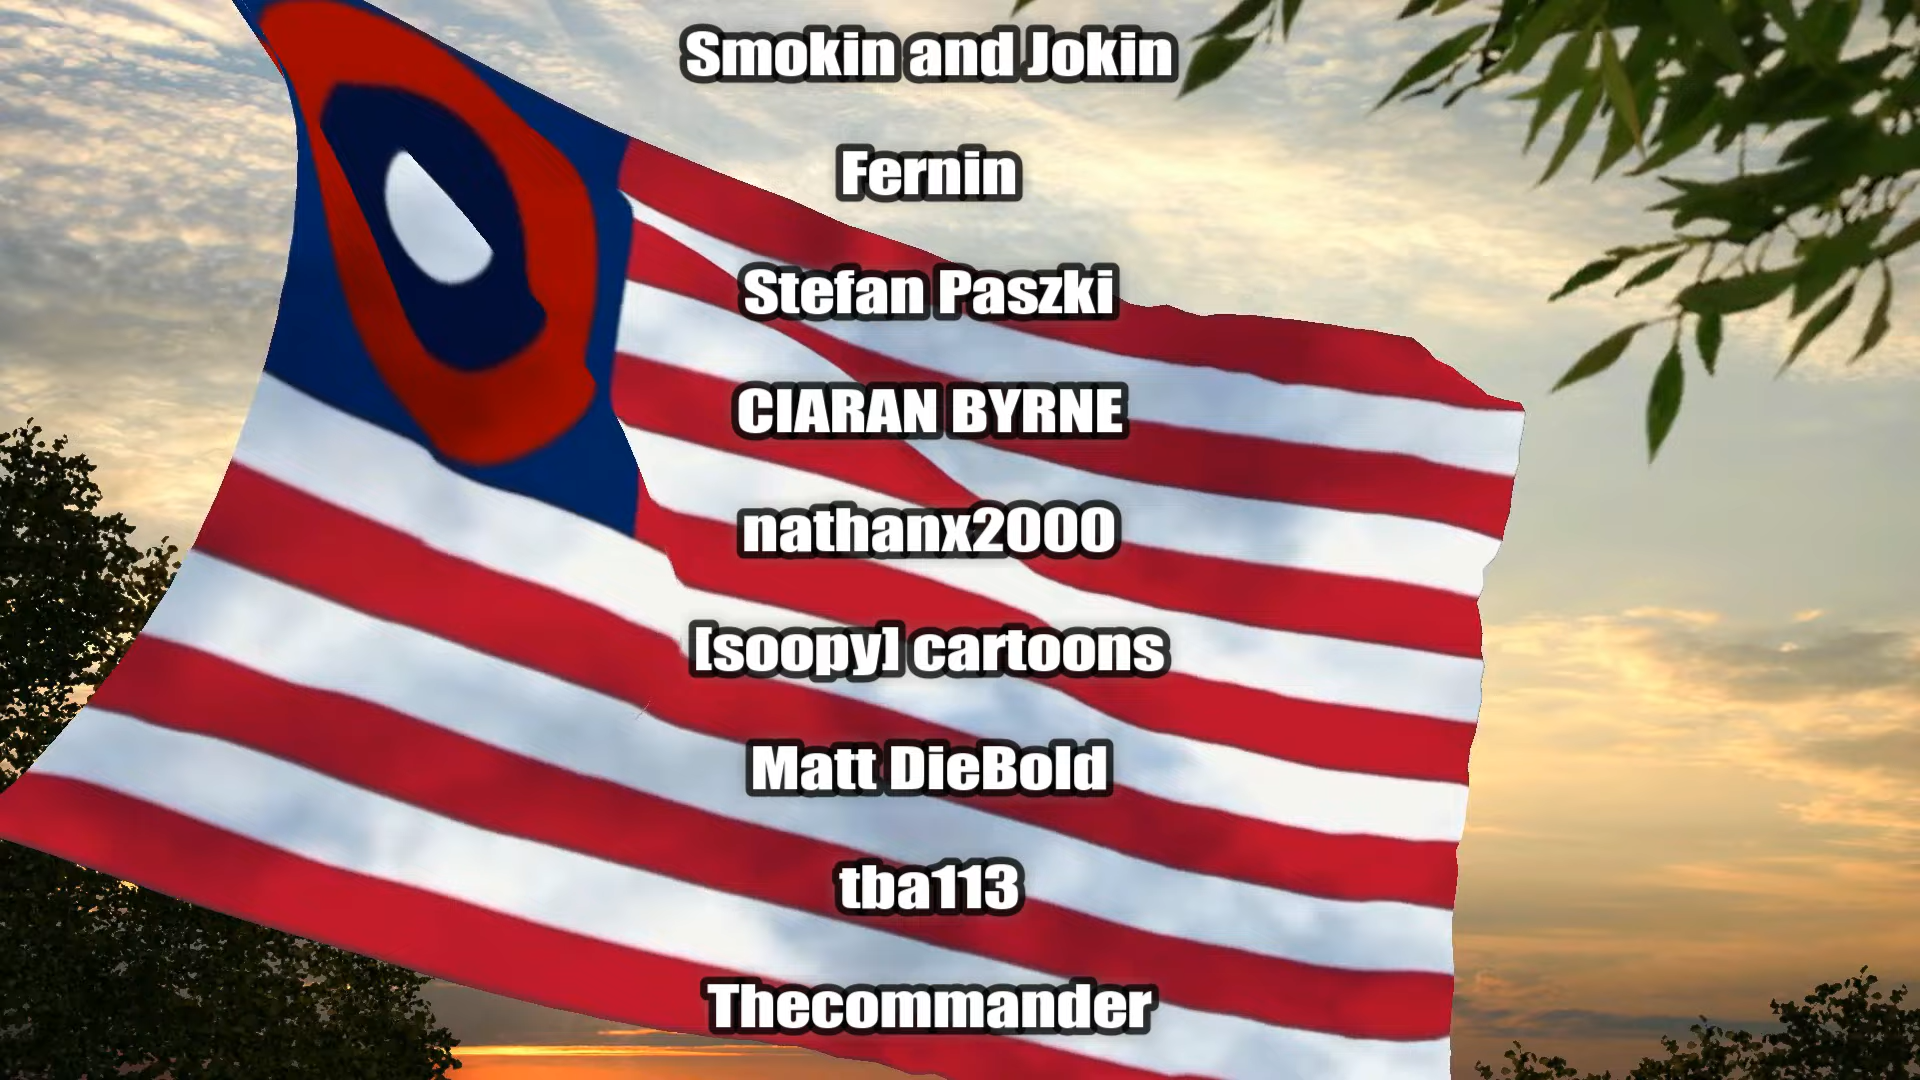 Smokin and Jokin
Fernin
Stefan Paszki
CIARAN BYRNE
nathanx2000
[soopy] cartoons
Matt DieBold
tba113
Thecommander